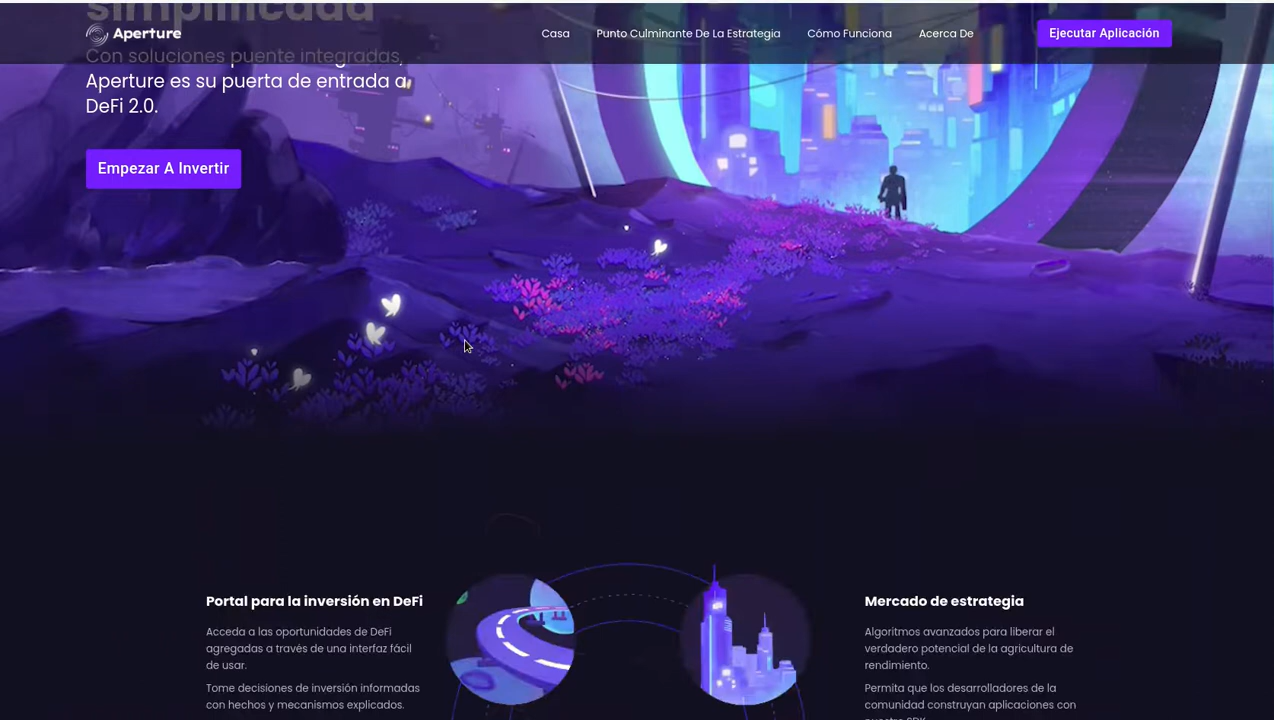 simplificada
Aperture
Casa
Punto Culminante De La Estrategia
Cómo Funciona
Acerca De
Ejecutar Aplicación
Con soluciones puente integradas,
Aperture es su puerta de entrada a
DeFi 2.0.
Empezar A Invertir
Portal para la inversión en DeFi
Acceda a las oportunidades de DeFi
agregadas a través de una interfaz fácil
de usar.
Tome decisiones de inversión informadas
con hechos y mecanismos explicados.
Mercado de estrategia
Algoritmos avanzados para liberar el
verdadero potencial de la agricultura de
rendimiento.
Permita que los desarrolladores de la
comunidad construyan aplicaciones con
nuestro SDK.